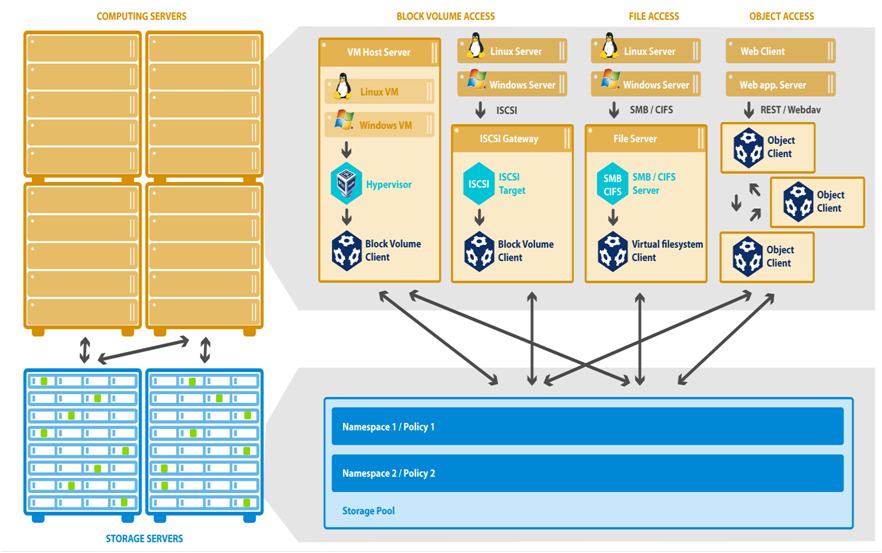 COMPUTING SERVERS
BLOCK VOLUME ACCESS
FILE ACCESS
OBJECT ACCESS
VM Host Server
Linux VM
Windows VM
Hypervisor
Block Volume
Client
Linux Server
Windows Server
ISCSI
ISCSI Gateway
ISCSI
ISCSI
Target
Block Volume
Client
Linux Server
Windows Server
SMB / CIFS
File Server
SMB
CIFS
SMB / CIFS
Server
Virtual filesystem
Client
Web Client
Web app. Server
REST / Webdav
Object
Client
Object
Client
Object
Client
Namespace 1 / Policy 1
Namespace 2 / Policy 2
Storage Pool
STORAGE SERVERS